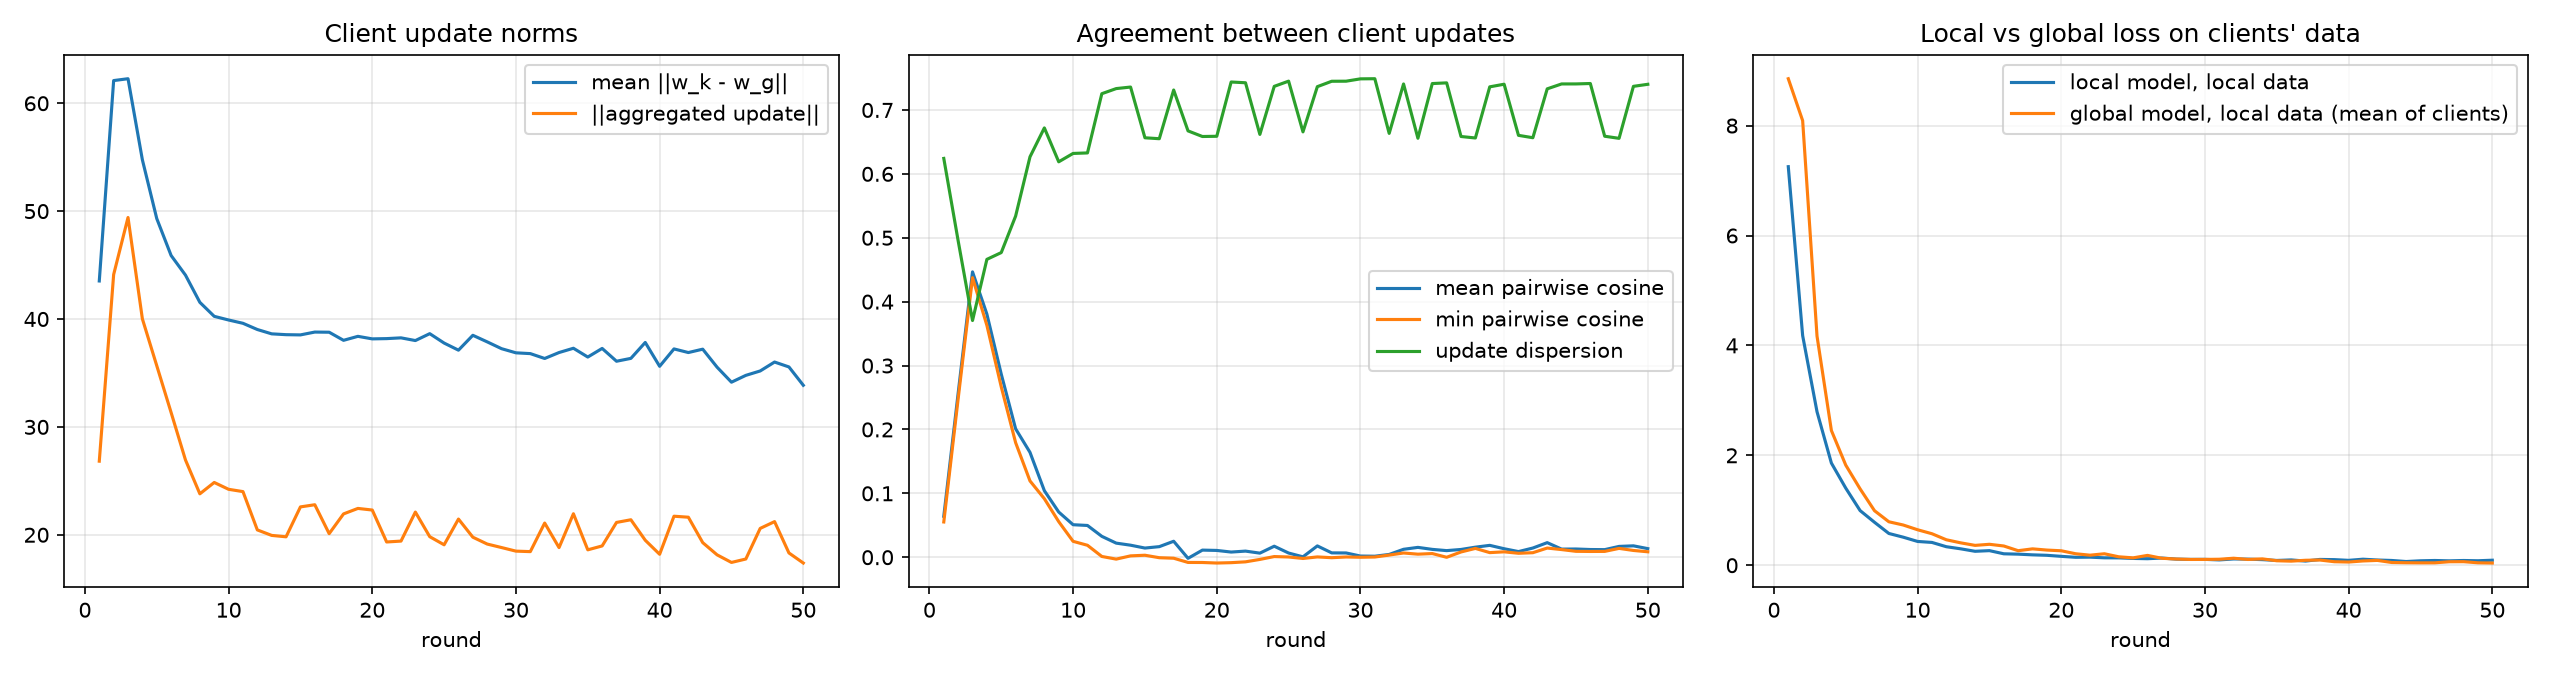 Client update norms
60
50
40
30
20
0
10
20
30
40
50
round
mean ||w_k - w_g||
||aggregated update||
Agreement between client updates
0.7
0.6
0.5
0.4
0.3
0.2
0.1
0.0
0
10
20
30
40
50
round
mean pairwise cosine
min pairwise cosine
update dispersion
Local vs global loss on clients' data
8
6
4
2
0
0
10
20
30
40
50
round
local model, local data
global model, local data (mean of clients)